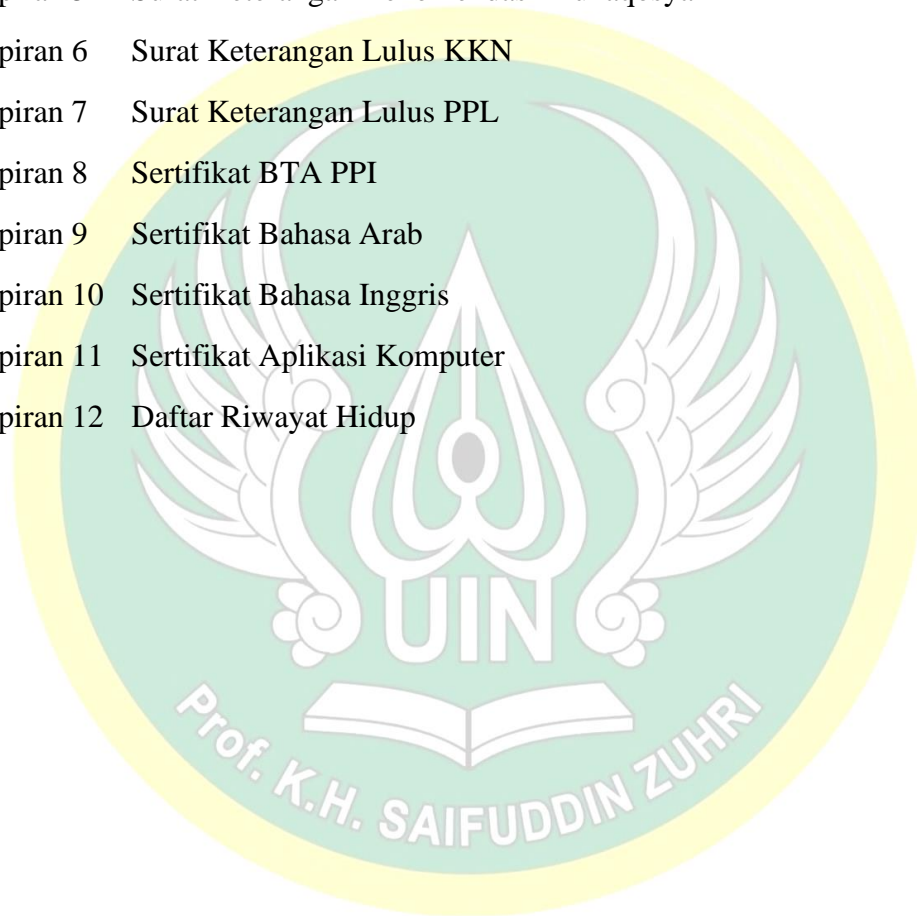 piran 6 Surat Keterangan Lulus KKN
piran 7 Surat Keterangan Lulus PPL
piran 8 Sertifikat BTA PPI
piran 9 Sertifikat Bahasa Arab
piran 10 Sertifikat Bahasa Inggris
piran 11 Sertifikat Aplikasi Komputer
piran 12 Daftar Riwayat Hidup
UIN
Prof. K.H. SAIFUDDIN ZUHRI